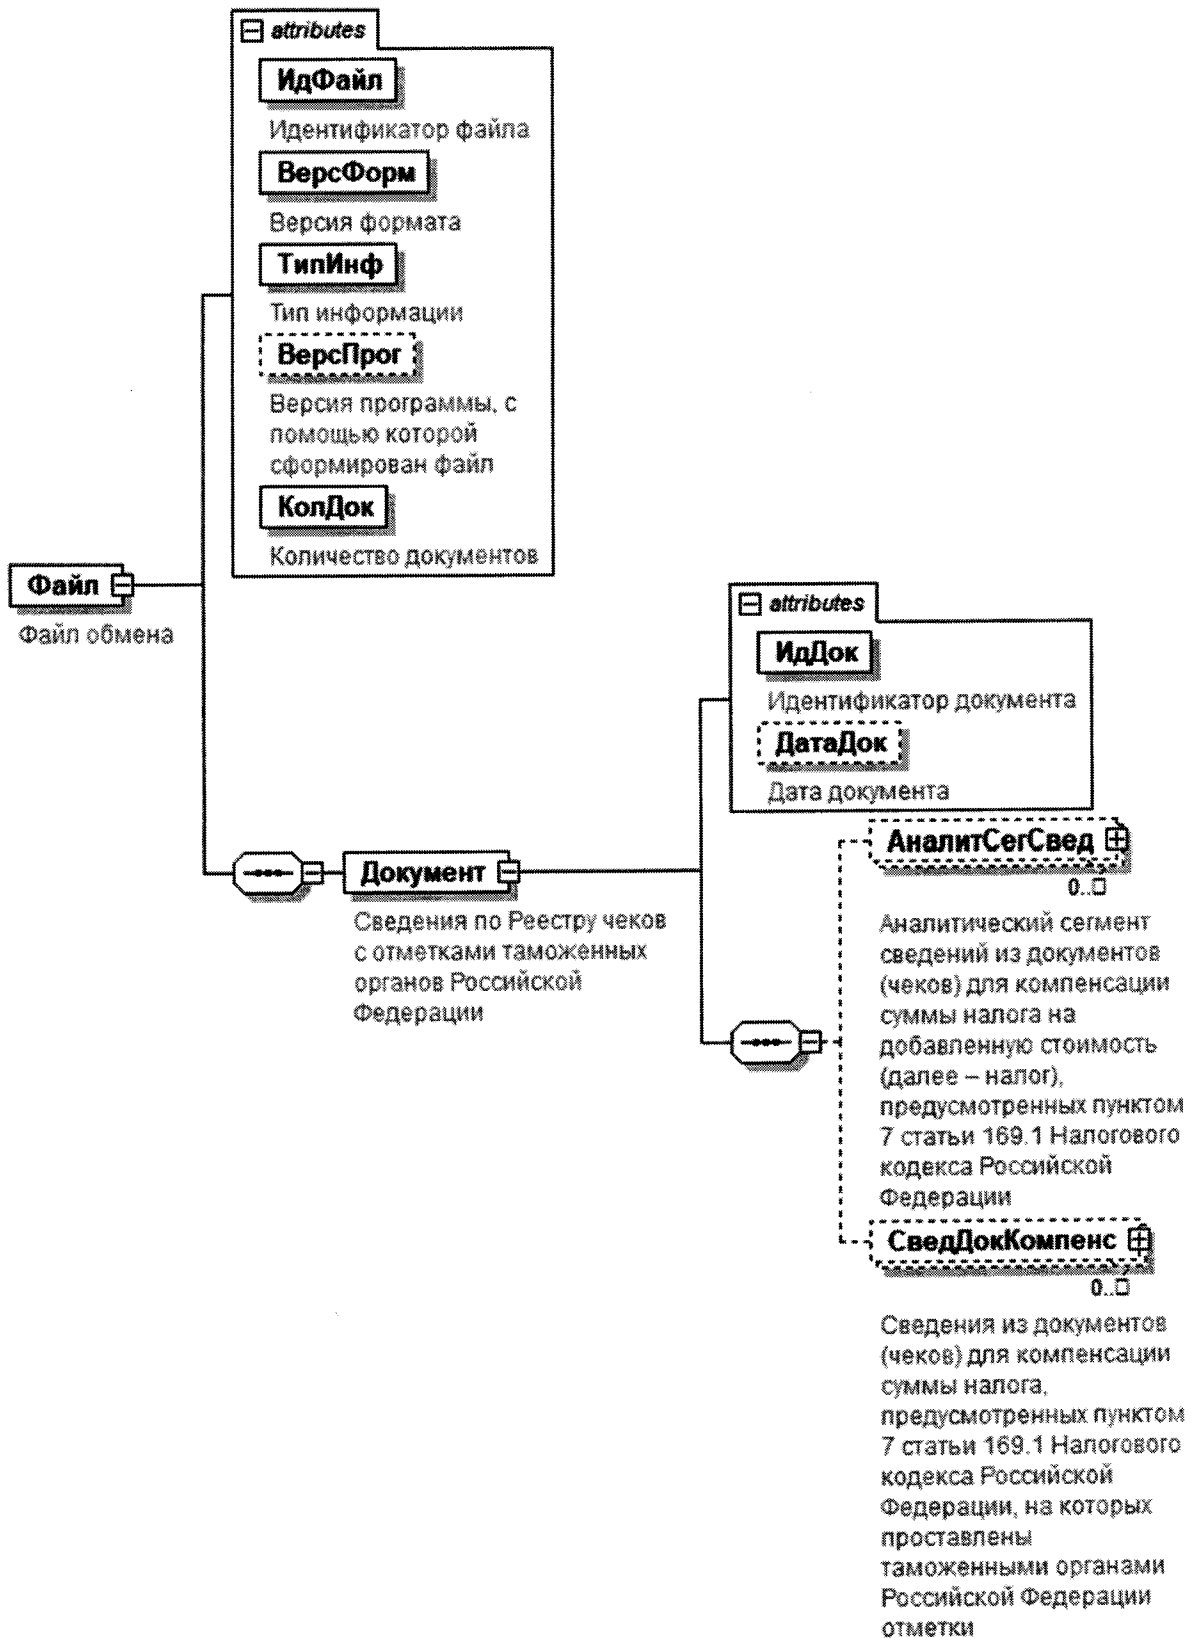 attributes
ИдФайл
Идентификатор файла
ВерсФорм
Версия формата
ТипИнф
Тип информации
ВерсПрог
Версия программы, с
помощью которой
сформирован файл
КолДок
Количество документов
Файл
Файл обмена
attributes
ИдДок
Идентификатор документа
ДатаДок
Дата документа
Документ
Сведения по Реестру чеков
с отметками таможенных
органов Российской
Федерации
АналитСегСвед
0..□
Аналитический сегмент
сведений из документов
(чеков) для компенсации
суммы налога на
добавленную стоимость
(далее – налог),
предусмотренных пунктом
7 статьи 169.1 Налогового
кодекса Российской
Федерации
СведДокКомпенс
0..□
Сведения из документов
(чеков) для компенсации
суммы налога,
предусмотренных пунктом
7 статьи 169.1 Налогового
кодекса Российской
Федерации, на которых
проставлены
таможенными органами
Российской Федерации
отметки